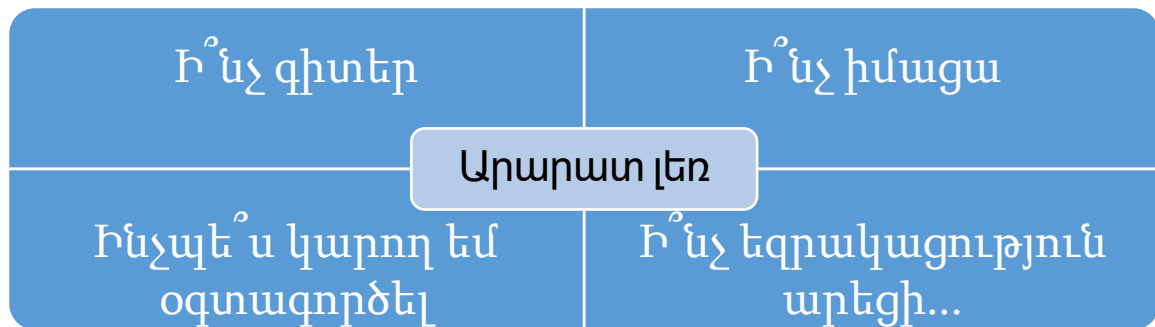 Ի՞նչ գիտեր
Ի՞նչ իմացա
Արարատ լեռ
Ինչպե՞ս կարող եմ
օգտագործել
Ի՞նչ եզրակացություն
արեցի...